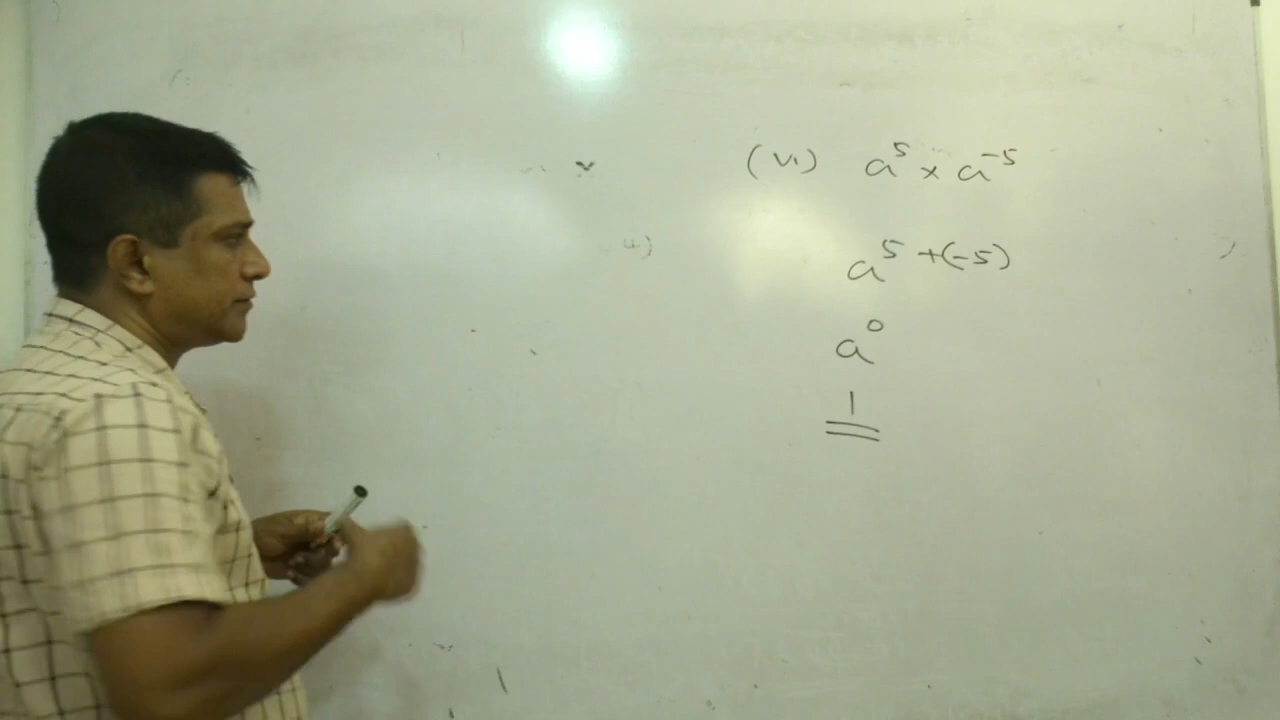 (vi) a⁵ × a⁻⁵
a⁵ ⁺⁽⁻⁵⁾
a⁰
1